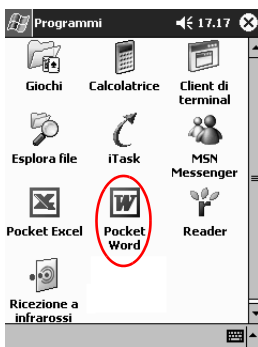 Programmi 17.17
Giochi Calcolatrice Client di
terminal
Esplora file iTask MSN
Messenger
Pocket Excel Pocket Reader
Word
Ricezione a
infrarossi